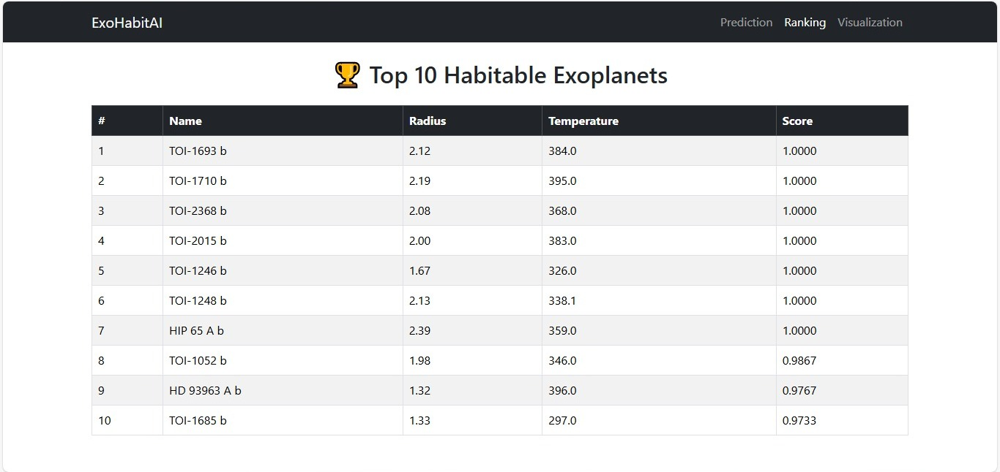 ExoHabitAI Prediction Ranking Visualization
🏆 Top 10 Habitable Exoplanets
# Name Radius Temperature Score
1 TOI-1693 b 2.12 384.0 1.0000
2 TOI-1710 b 2.19 395.0 1.0000
3 TOI-2368 b 2.08 368.0 1.0000
4 TOI-2015 b 2.00 383.0 1.0000
5 TOI-1246 b 1.67 326.0 1.0000
6 TOI-1248 b 2.13 338.1 1.0000
7 HIP 65 A b 2.39 359.0 1.0000
8 TOI-1052 b 1.98 346.0 0.9867
9 HD 93963 A b 1.32 396.0 0.9767
10 TOI-1685 b 1.33 297.0 0.9733